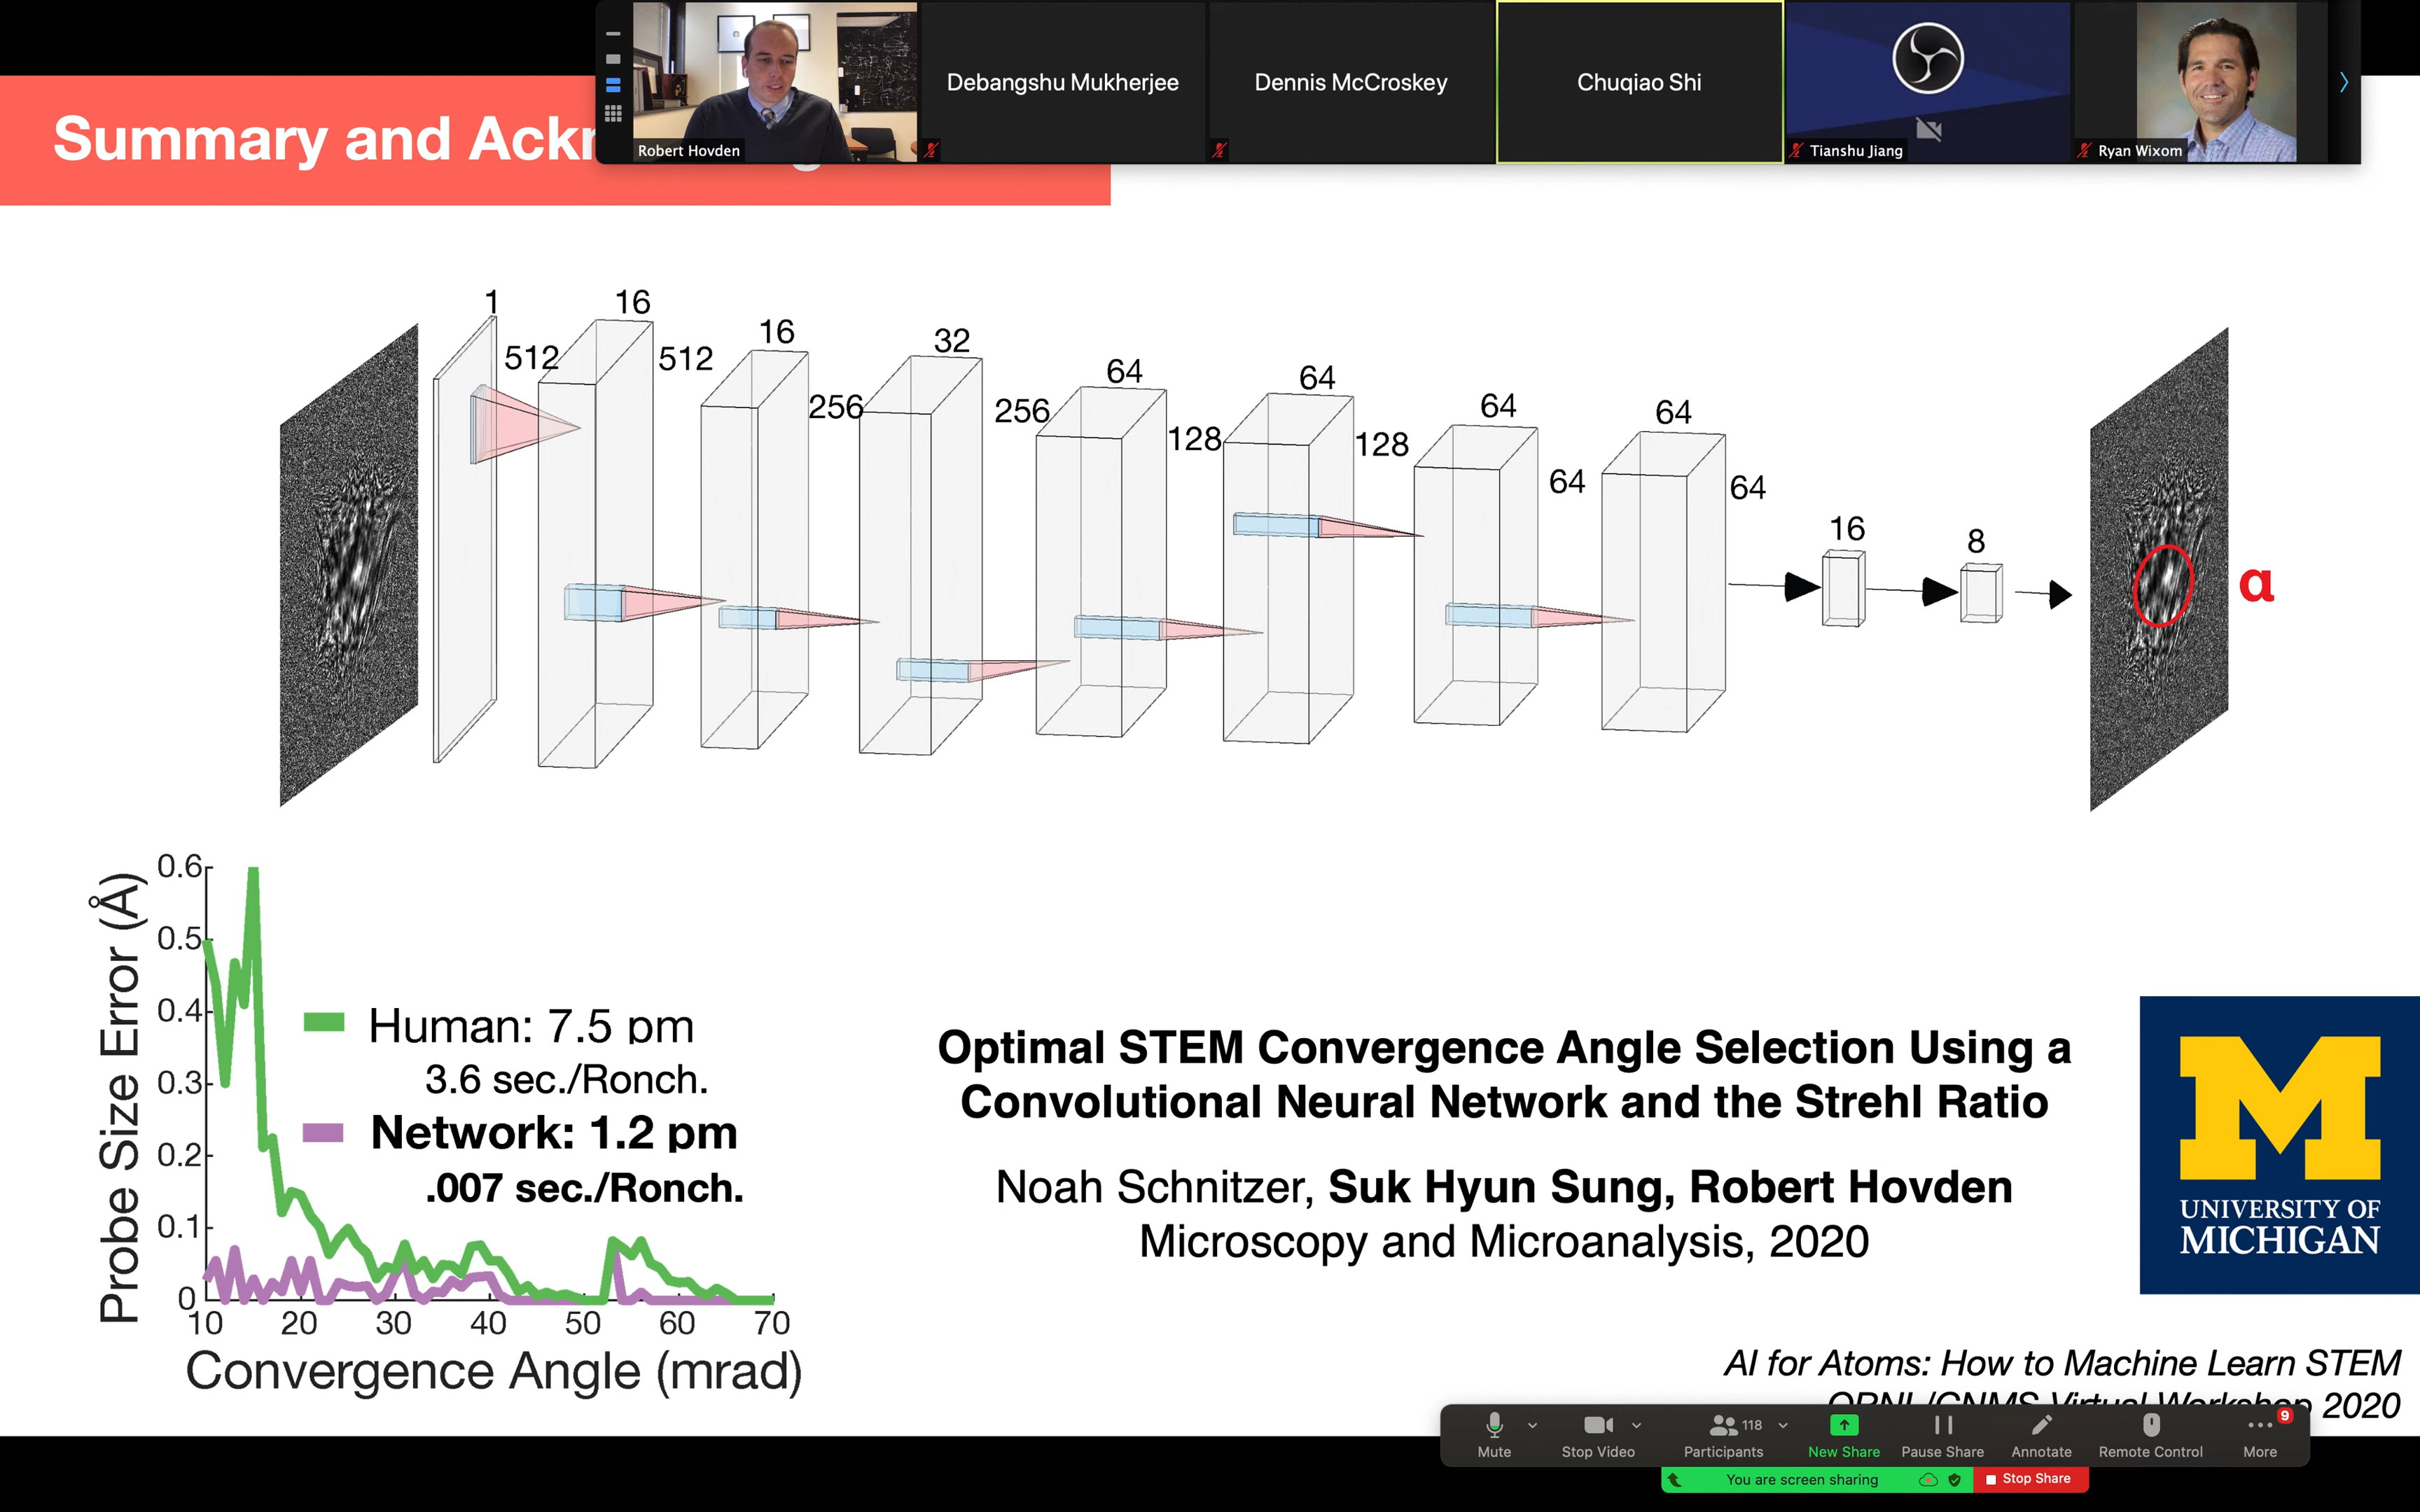 Robert Hovden
Debangshu Mukherjee
Dennis McCroskey
Chuqiao Shi
Tianshu Jiang
Ryan Wixom
Summary and
1
512
16
512
16
256
32
256
64
128
64
128
64
64
64
64
16
8
α
0.6
0.5
0.4
0.3
0.2
0.1
0
Probe Size Error (Å)
10 20 30 40 50 60 70
Convergence Angle (mrad)
Human: 7.5 pm
3.6 sec./Ronch.
Network: 1.2 pm
.007 sec./Ronch.
Optimal STEM Convergence Angle Selection Using a
Convolutional Neural Network and the Strehl Ratio
Noah Schnitzer, Suk Hyun Sung, Robert Hovden
Microscopy and Microanalysis, 2020
M
UNIVERSITY OF
MICHIGAN
AI for Atoms: How to Machine Learn STEM
ORNL/CNMS Virtual Workshop 2020
Mute
Stop Video
118
Participants
New Share
Pause Share
Annotate
Remote Control
9
More
You are screen sharing
Stop Share